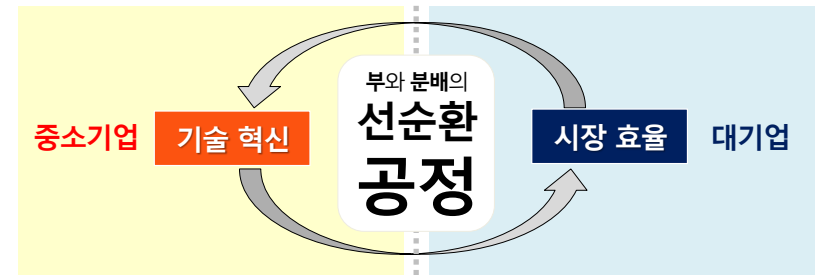 중소기업
기술 혁신
부와 분배의
선순환
공정
시장 효율
대기업